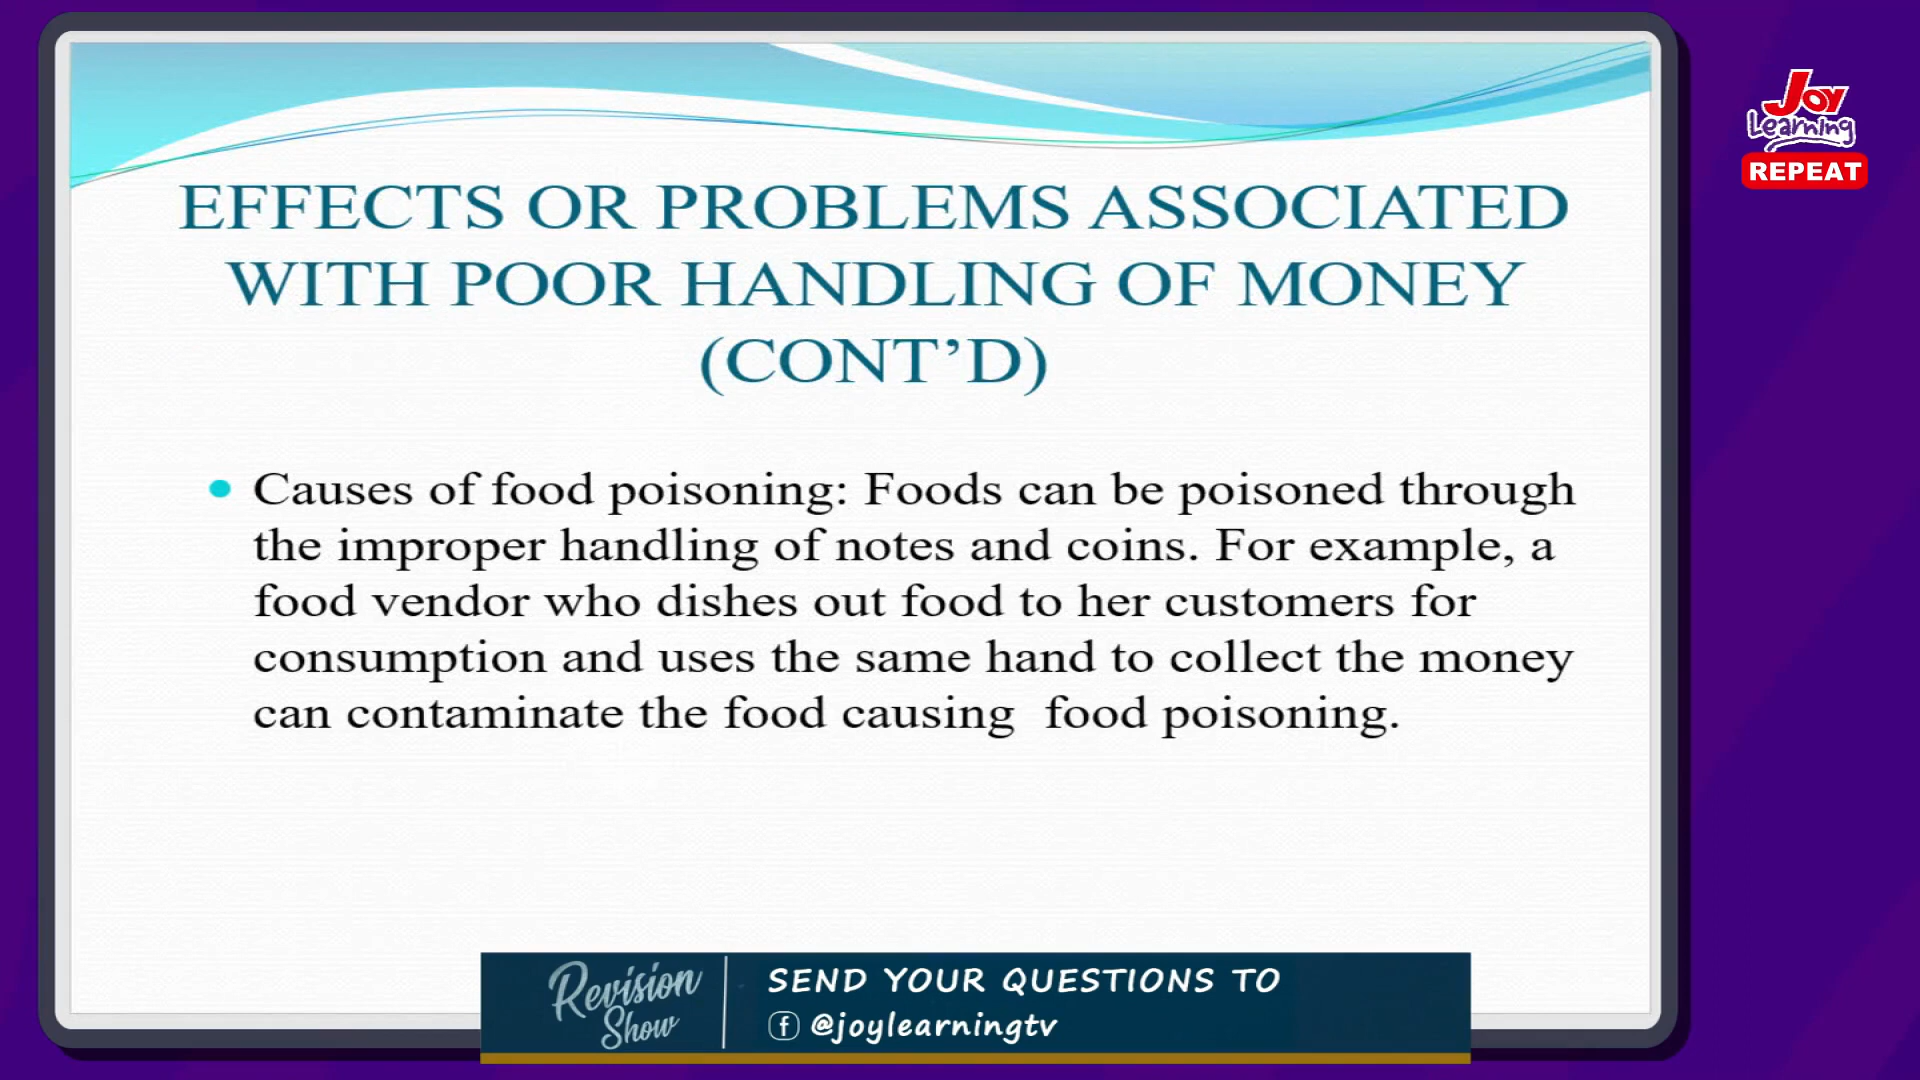 Joy
Learning
REPEAT
EFFECTS OR PROBLEMS ASSOCIATED
WITH POOR HANDLING OF MONEY
(CONT’D)
• Causes of food poisoning: Foods can be poisoned through
the improper handling of notes and coins. For example, a
food vendor who dishes out food to her customers for
consumption and uses the same hand to collect the money
can contaminate the food causing  food poisoning.
Revision
Show
SEND YOUR QUESTIONS TO
f @joylearningtv